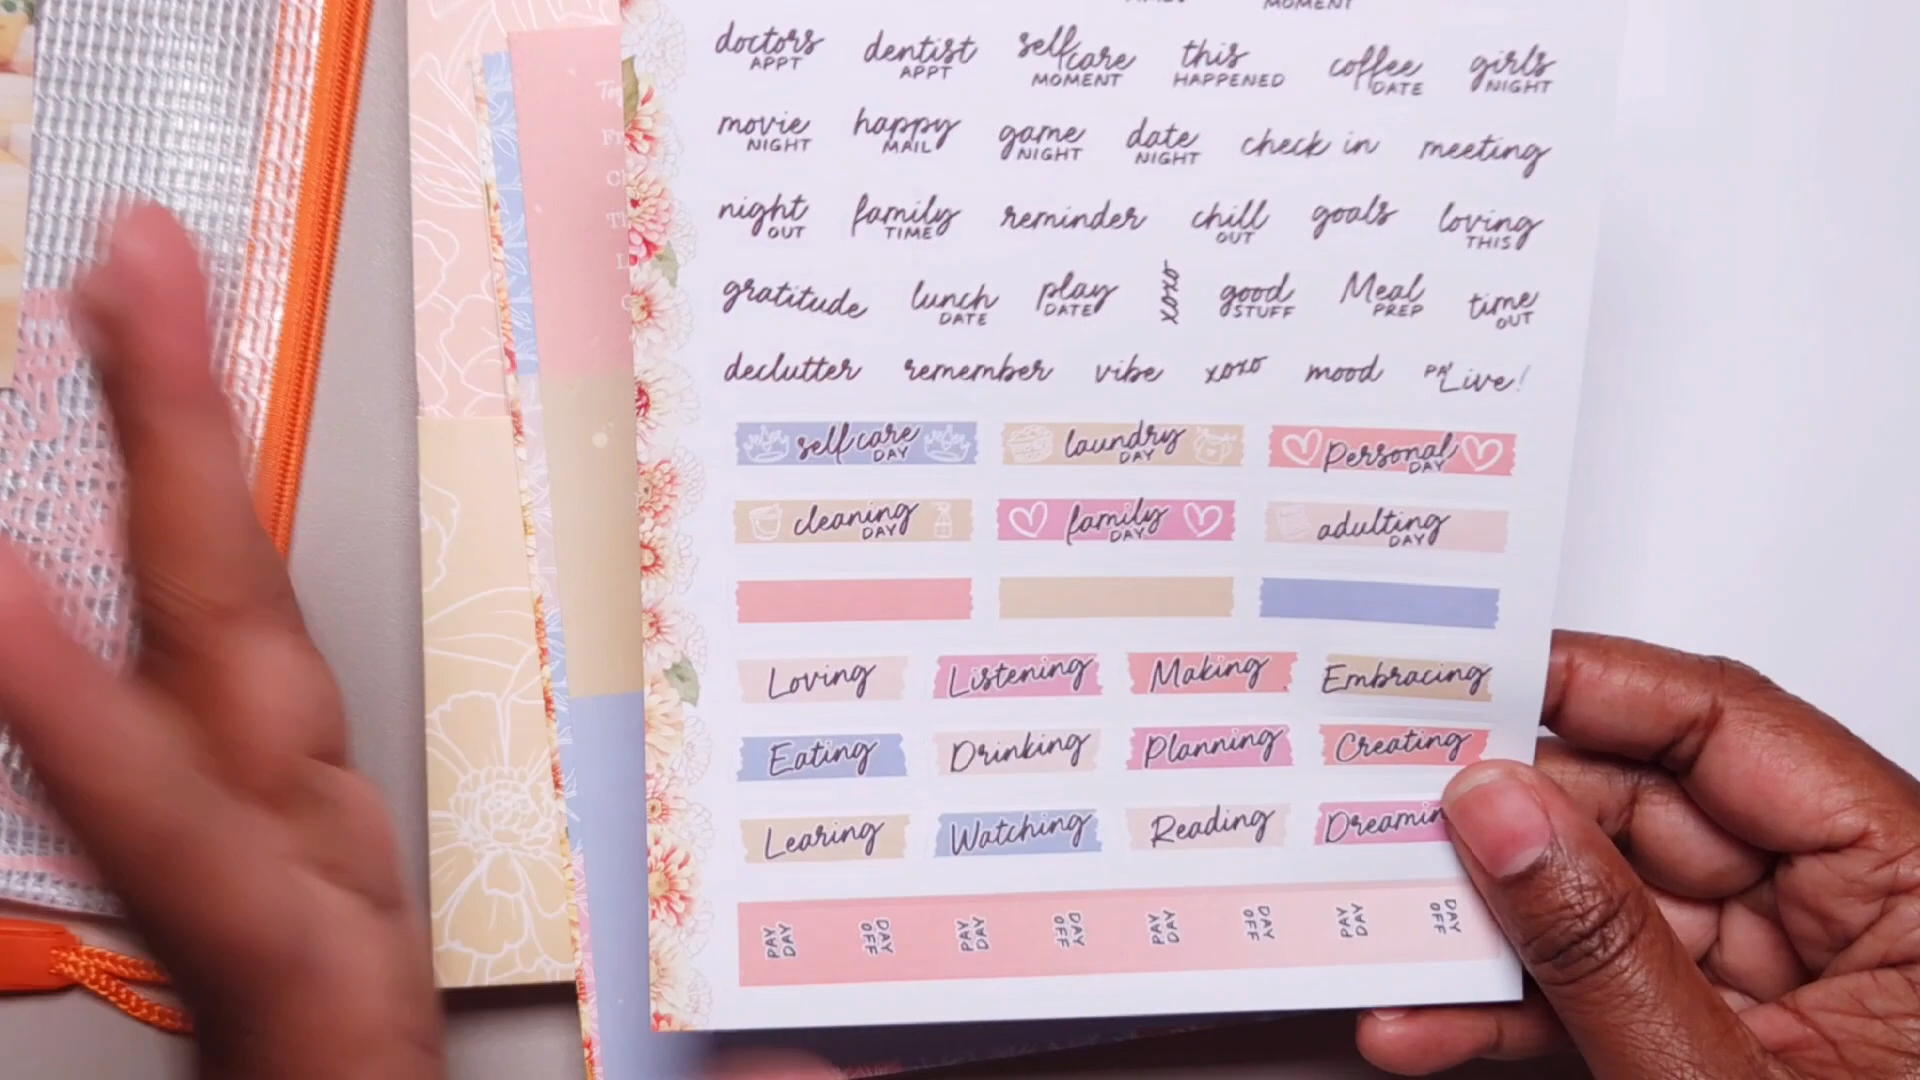 MOMENT
doctors APPT dentist APPT self care MOMENT this HAPPENED coffee DATE girls NIGHT
movie NIGHT happy MAIL game NIGHT date NIGHT check in meeting
night OUT family TIME reminder chill OUT goals loving THIS
gratitude lunch DATE play DATE xoxo good STUFF Meal PREP time OUT
declutter remember vibe xoxo mood Live!
self care DAY laundry DAY Personal DAY
cleaning DAY family DAY adulting DAY
Loving Listening Making Embracing
Eating Drinking Planning Creating
Learing Watching Reading Dreamin
PAY DAY DAY OFF PAY DAY DAY OFF PAY DAY DAY OFF PAY DAY DAY OFF